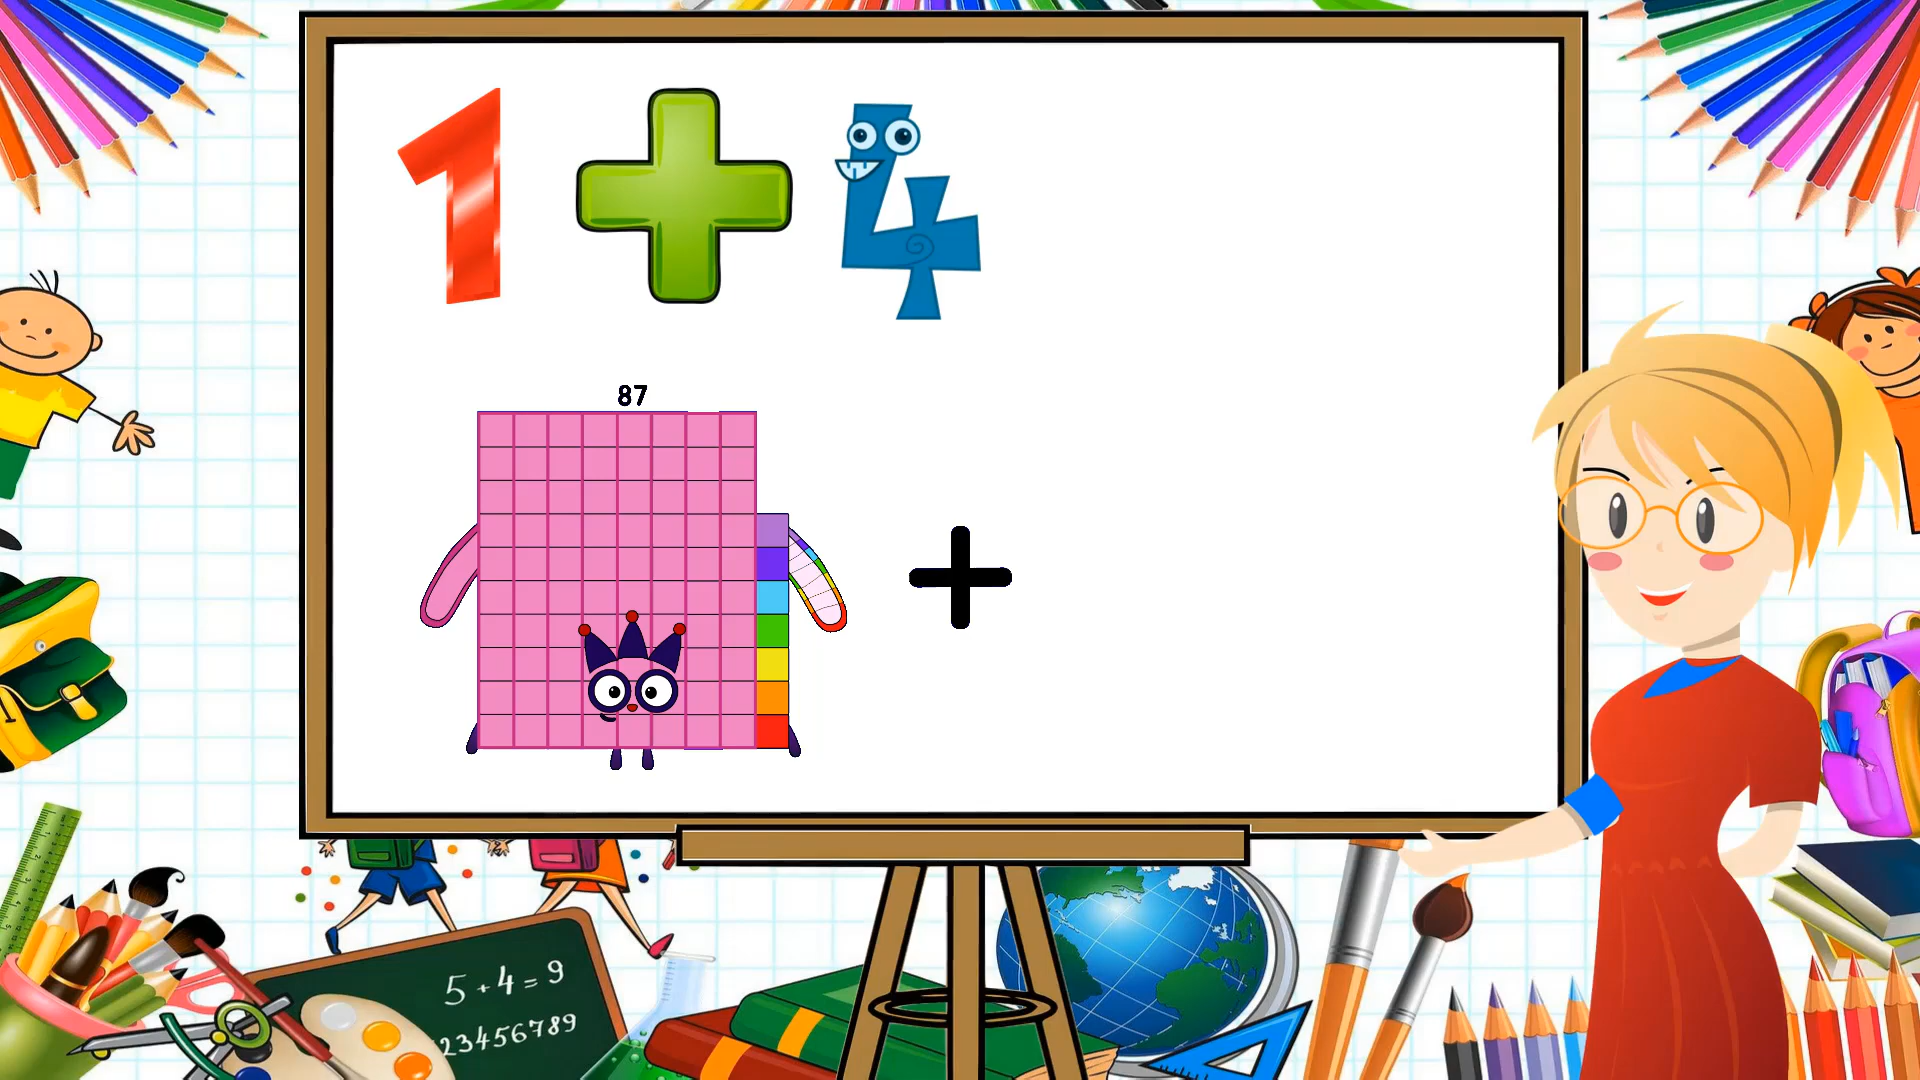 1 + 4
87
+
5 + 4 = 9
23456789